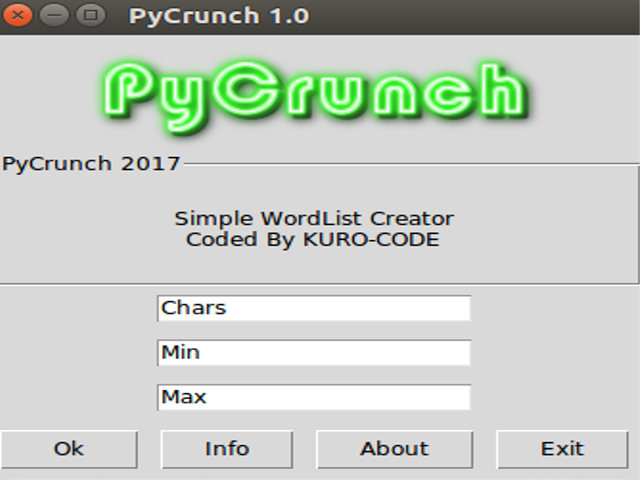 PyCrunch 1.0
PyCrunch
PyCrunch 2017
Simple WordList Creator
Coded By KURO-CODE
Chars
Min
Max
Ok Info About Exit